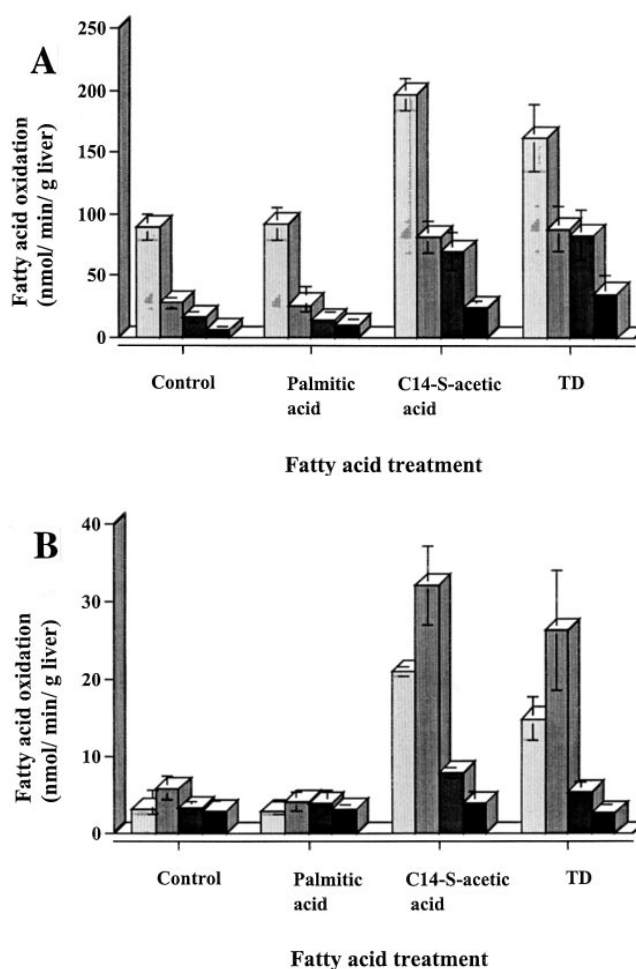 A
Fatty acid oxidation
(nmol/ min/ g liver)
250
200
150
100
50
0
Control
Palmitic
acid
C14-S-acetic
acid
TD
Fatty acid treatment
B
Fatty acid oxidation
(nmol/ min/ g liver)
40
30
20
10
0
Control
Palmitic
acid
C14-S-acetic
acid
TD
Fatty acid treatment